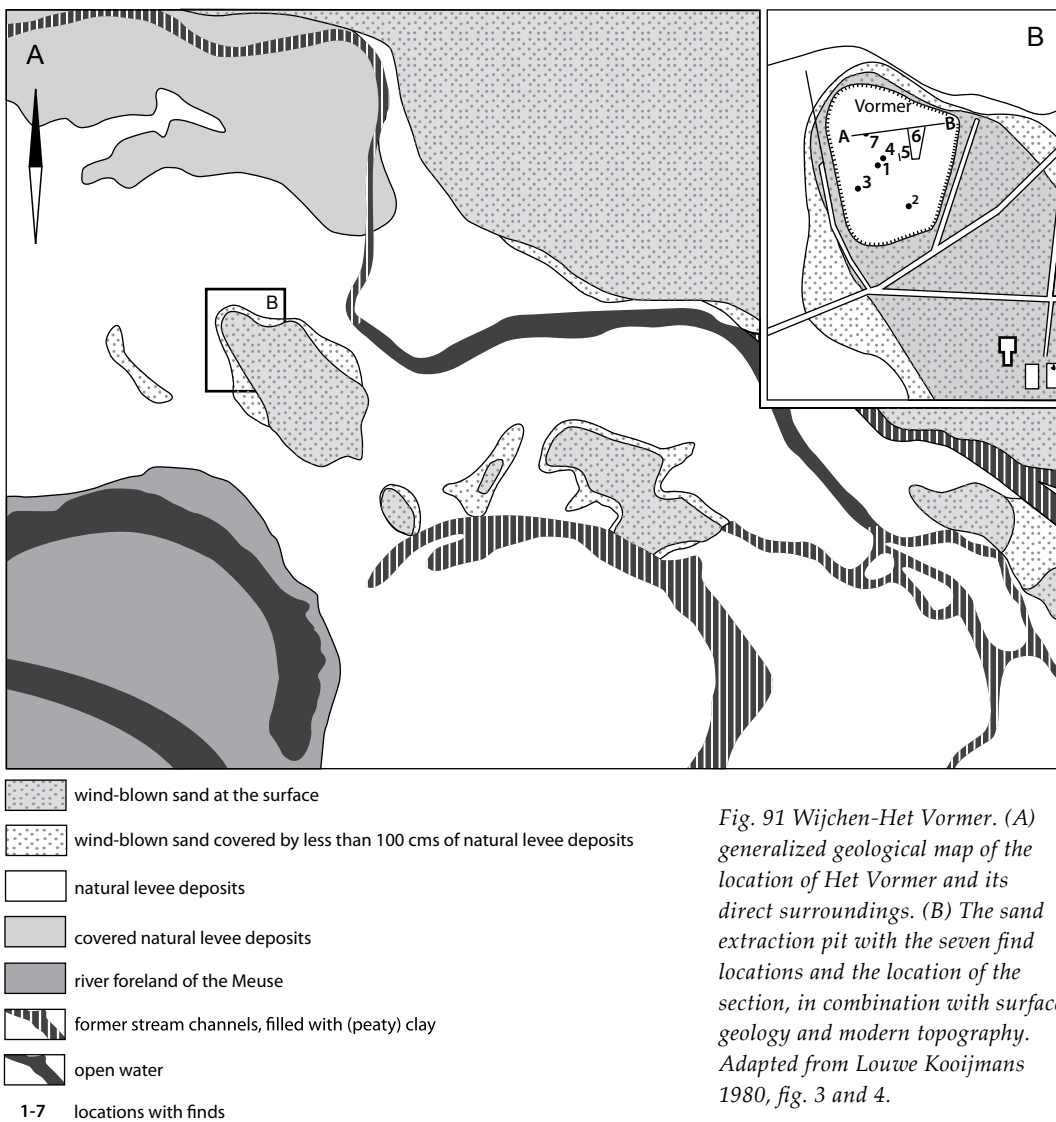 A
B
B
Vormer
A
B
7
4
5
6
1
3
2
wind-blown sand at the surface
wind-blown sand covered by less than 100 cms of natural levee deposits
natural levee deposits
covered natural levee deposits
river foreland of the Meuse
former stream channels, filled with (peaty) clay
open water
1-7 locations with finds
Fig. 91 Wijchen-Het Vormer. (A)
generalized geological map of the
location of Het Vormer and its
direct surroundings. (B) The sand
extraction pit with the seven find
locations and the location of the
section, in combination with surfac
geology and modern topography.
Adapted from Louwe Kooijmans
1980, fig. 3 and 4.